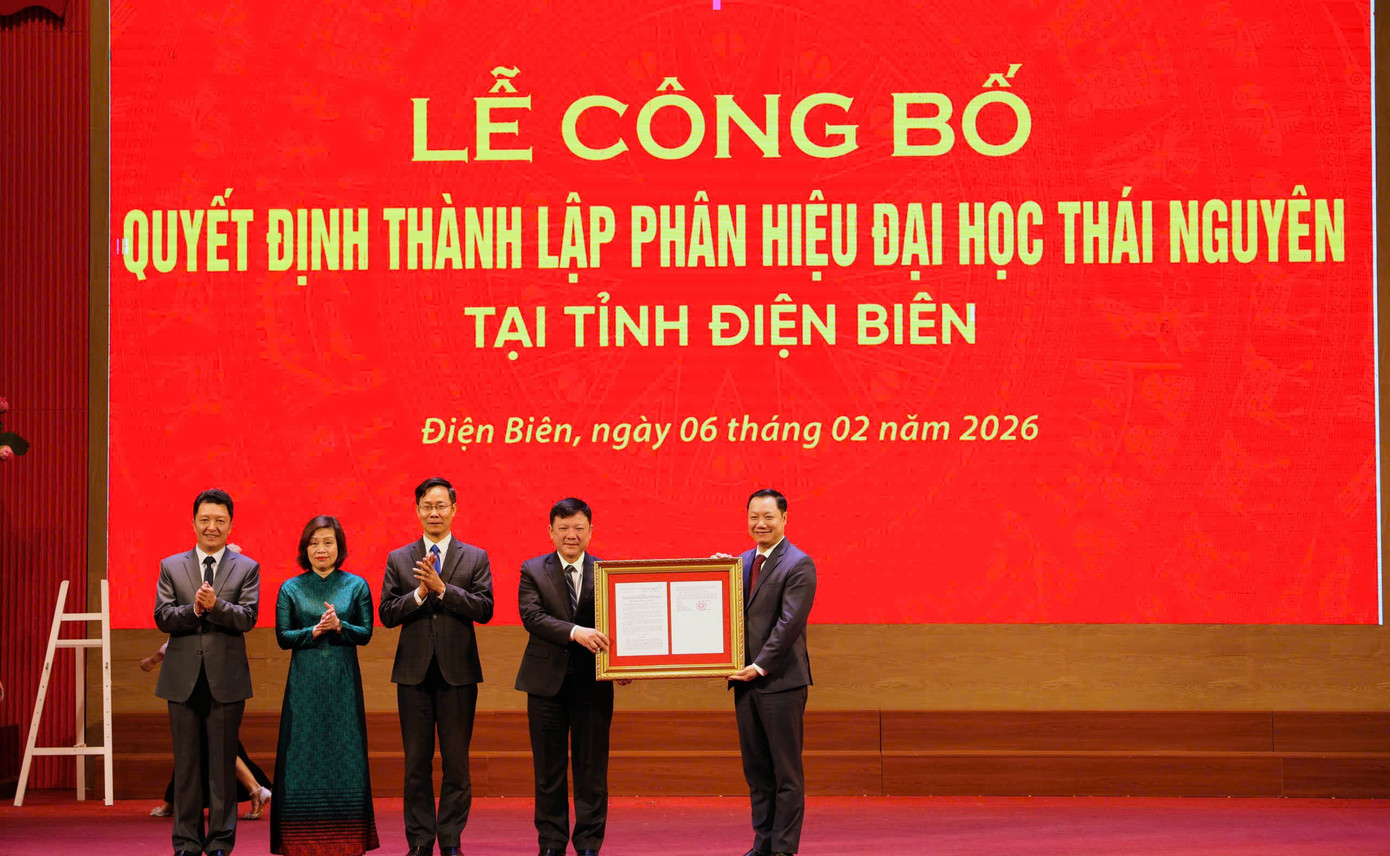 LỄ CÔNG BỐ
QUYẾT ĐỊNH THÀNH LẬP PHÂN HIỆU ĐẠI HỌC THÁI NGUYÊN
TẠI TỈNH ĐIỆN BIÊN
Điện Biên, ngày 06 tháng 02 năm 2026